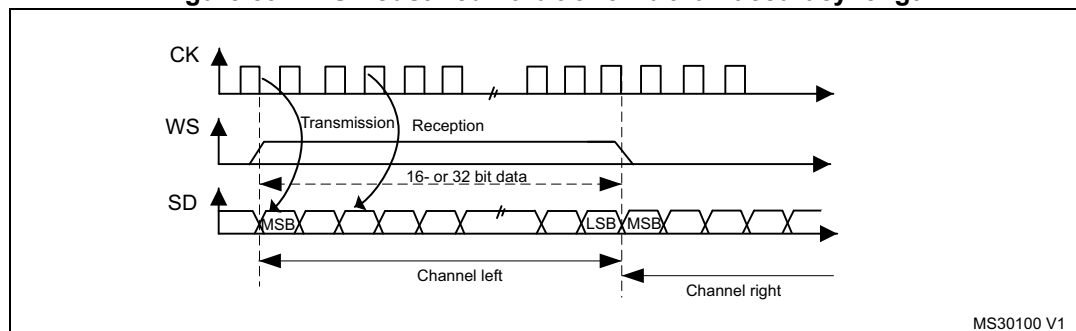 CK
WS
Transmission
Reception
16- or 32 bit data
SD
MSB
LSB
MSB
Channel left
Channel right
MS30100 V1